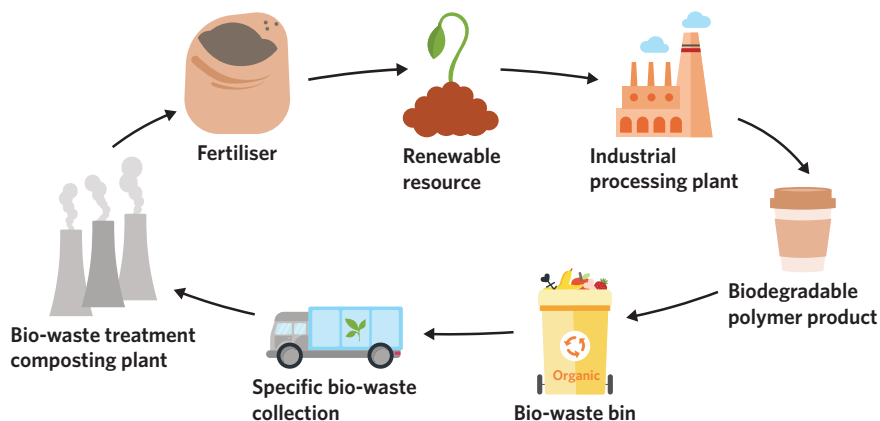 Fertiliser
Renewable
resource
Industrial
processing plant
Biodegradable
polymer product
Organic
Bio-waste bin
Specific bio-waste
collection
Bio-waste treatment
composting plant